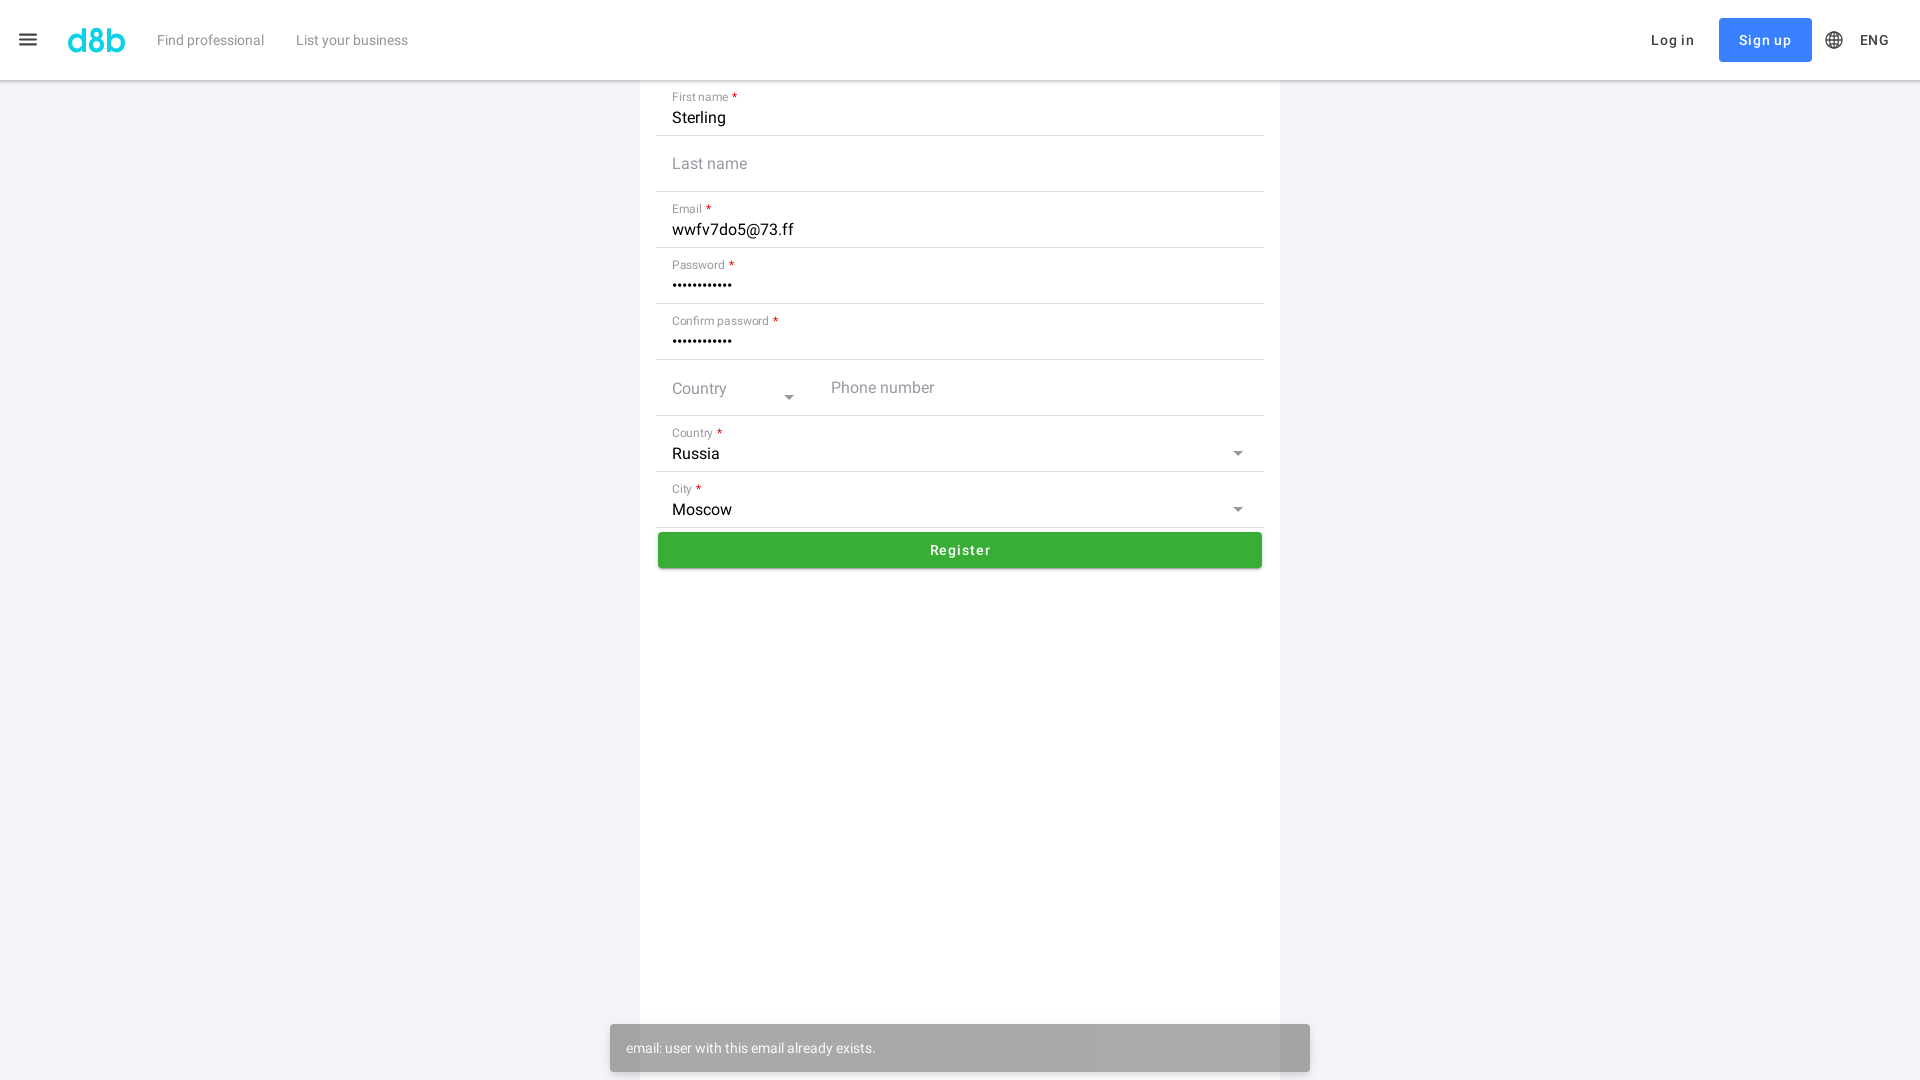 d8b
Find professional
List your business
Log in
Sign up
ENG
First name *
Sterling
Last name
Email *
wwfv7do5@73.ff
Password *
••••••••••••
Confirm password *
••••••••••••
Country
Phone number
Country *
Russia
City *
Moscow
Register
email: user with this email already exists.